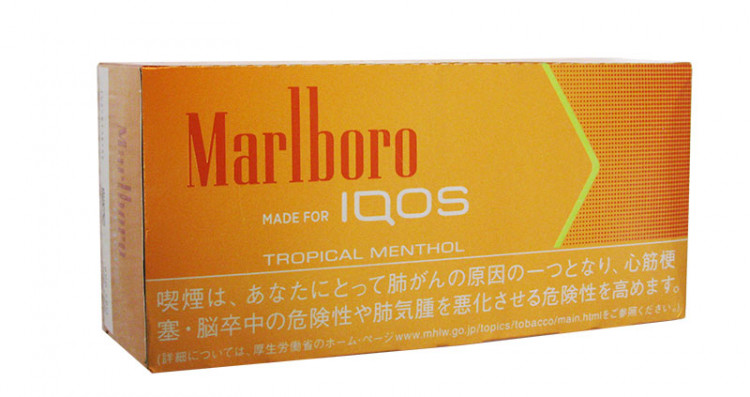 Marlboro
MADE FOR IQOS
TROPICAL MENTHOL
喫煙は、あなたにとって肺がんの原因の一つとなり、心筋梗
塞・脳卒中の危険性や肺気腫を悪化させる危険性を高めます。
(詳細については、厚生労働省のホーム・ページwww.mhlw.go.jp/topics/tobacco/main.htmlをご参照ください。)
Marlboro